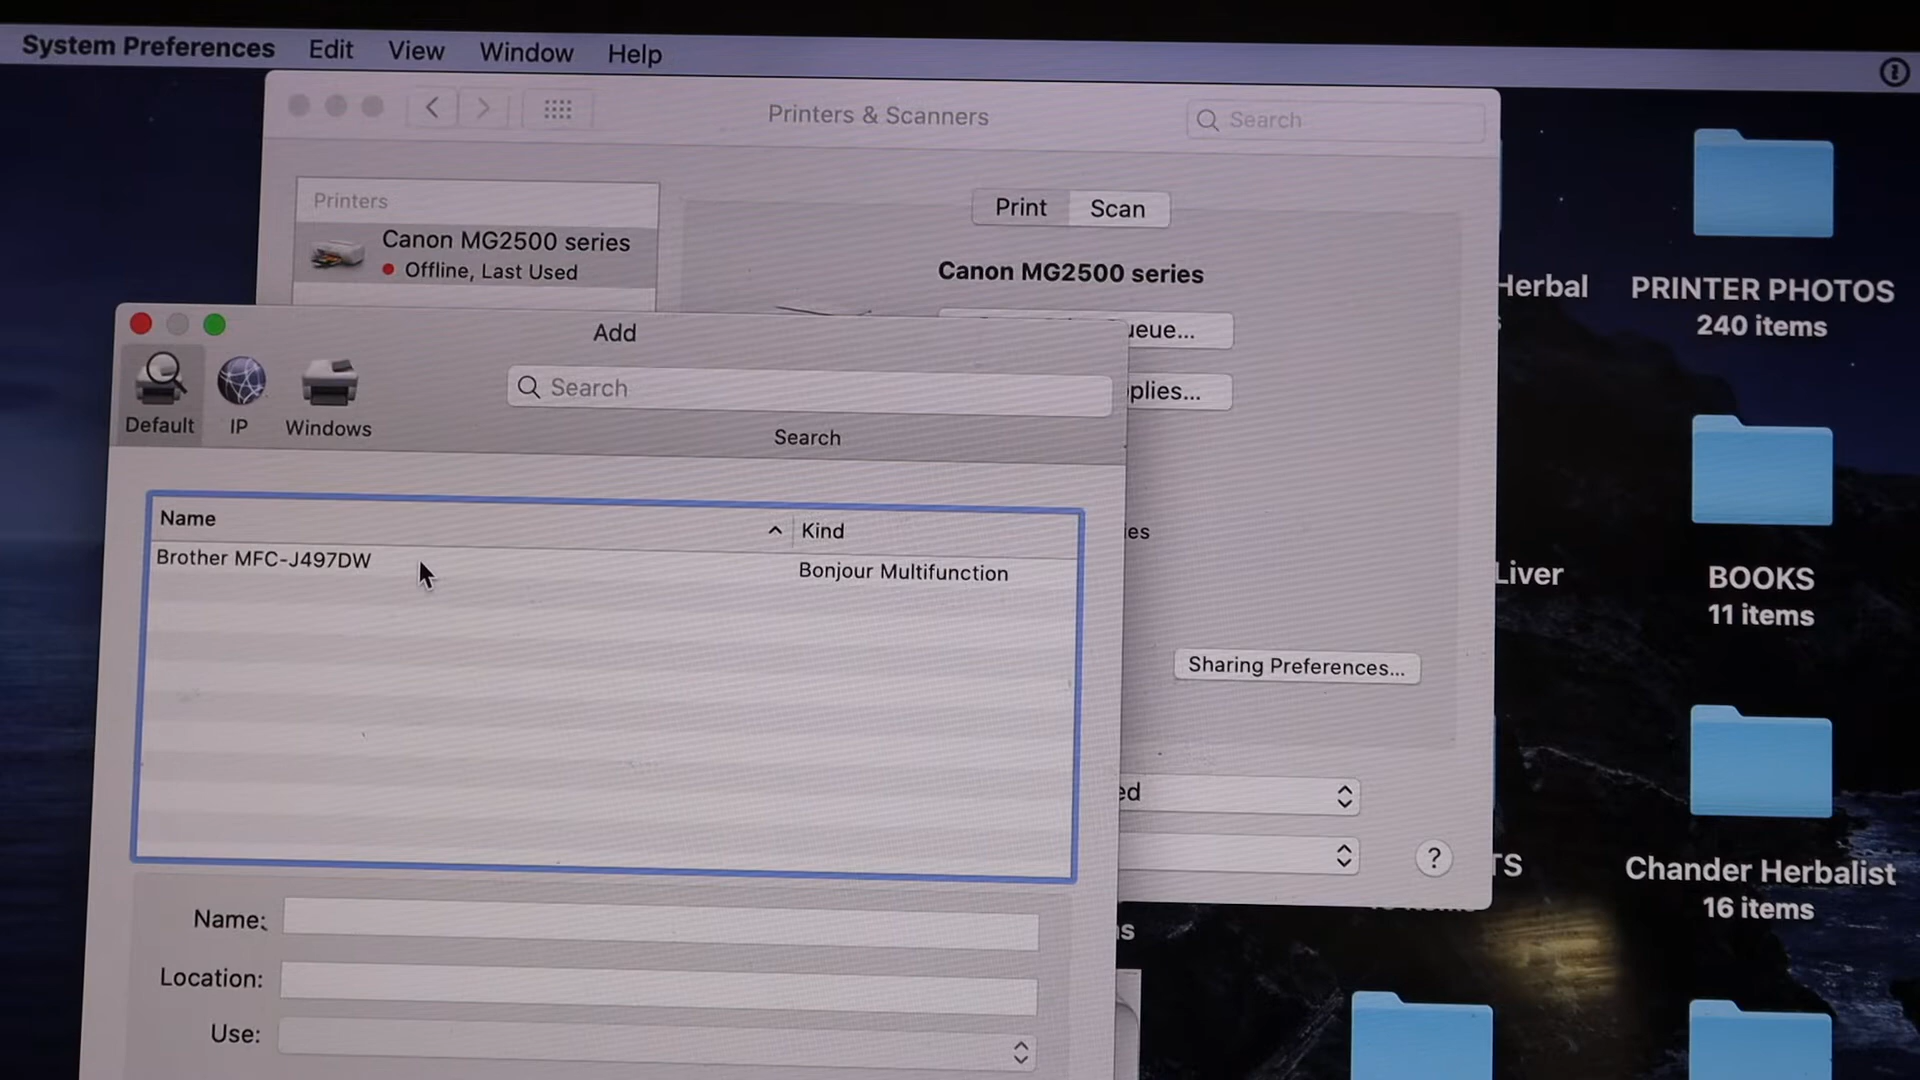 System Preferences Edit View Window Help
Printers & Scanners
Search
Printers
Canon MG2500 series
Offline, Last Used
Print Scan
Canon MG2500 series
ueue...
plies...
es
Sharing Preferences...
ed
?
Add
Default IP Windows
Search
Search
Name Kind
Brother MFC-J497DW Bonjour Multifunction
Name:
Location:
Use:
Herbal
PRINTER PHOTOS
240 items
Liver
BOOKS
11 items
TS
Chander Herbalist
16 items